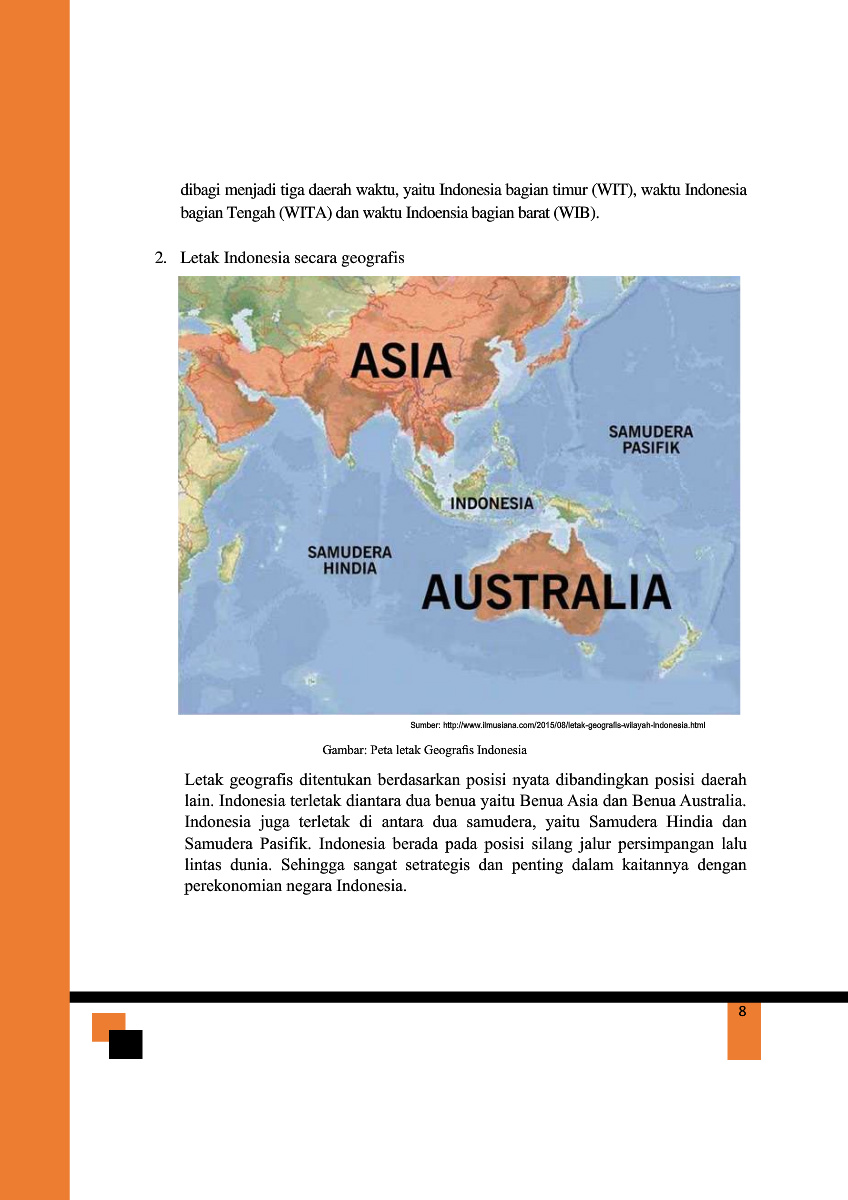 dibagi menjadi tiga daerah waktu, yaitu Indonesia bagian timur (WIT), waktu Indonesia
bagian Tengah (WITA) dan waktu Indoensia bagian barat (WIB).
2. Letak Indonesia secara geografis
ASIA
SAMUDERA
PASIFIK
INDONESIA
SAMUDERA
HINDIA
AUSTRALIA
Sumber: http://www.ilmusiana.com/2015/08/letak-geografis-wilayah-indonesia.html
Gambar: Peta letak Geografis Indonesia
Letak geografis ditentukan berdasarkan posisi nyata dibandingkan posisi daerah
lain. Indonesia terletak diantara dua benua yaitu Benua Asia dan Benua Australia.
Indonesia juga terletak di antara dua samudera, yaitu Samudera Hindia dan
Samudera Pasifik. Indonesia berada pada posisi silang jalur persimpangan lalu
lintas dunia. Sehingga sangat setrategis dan penting dalam kaitannya dengan
perekonomian negara Indonesia.
8